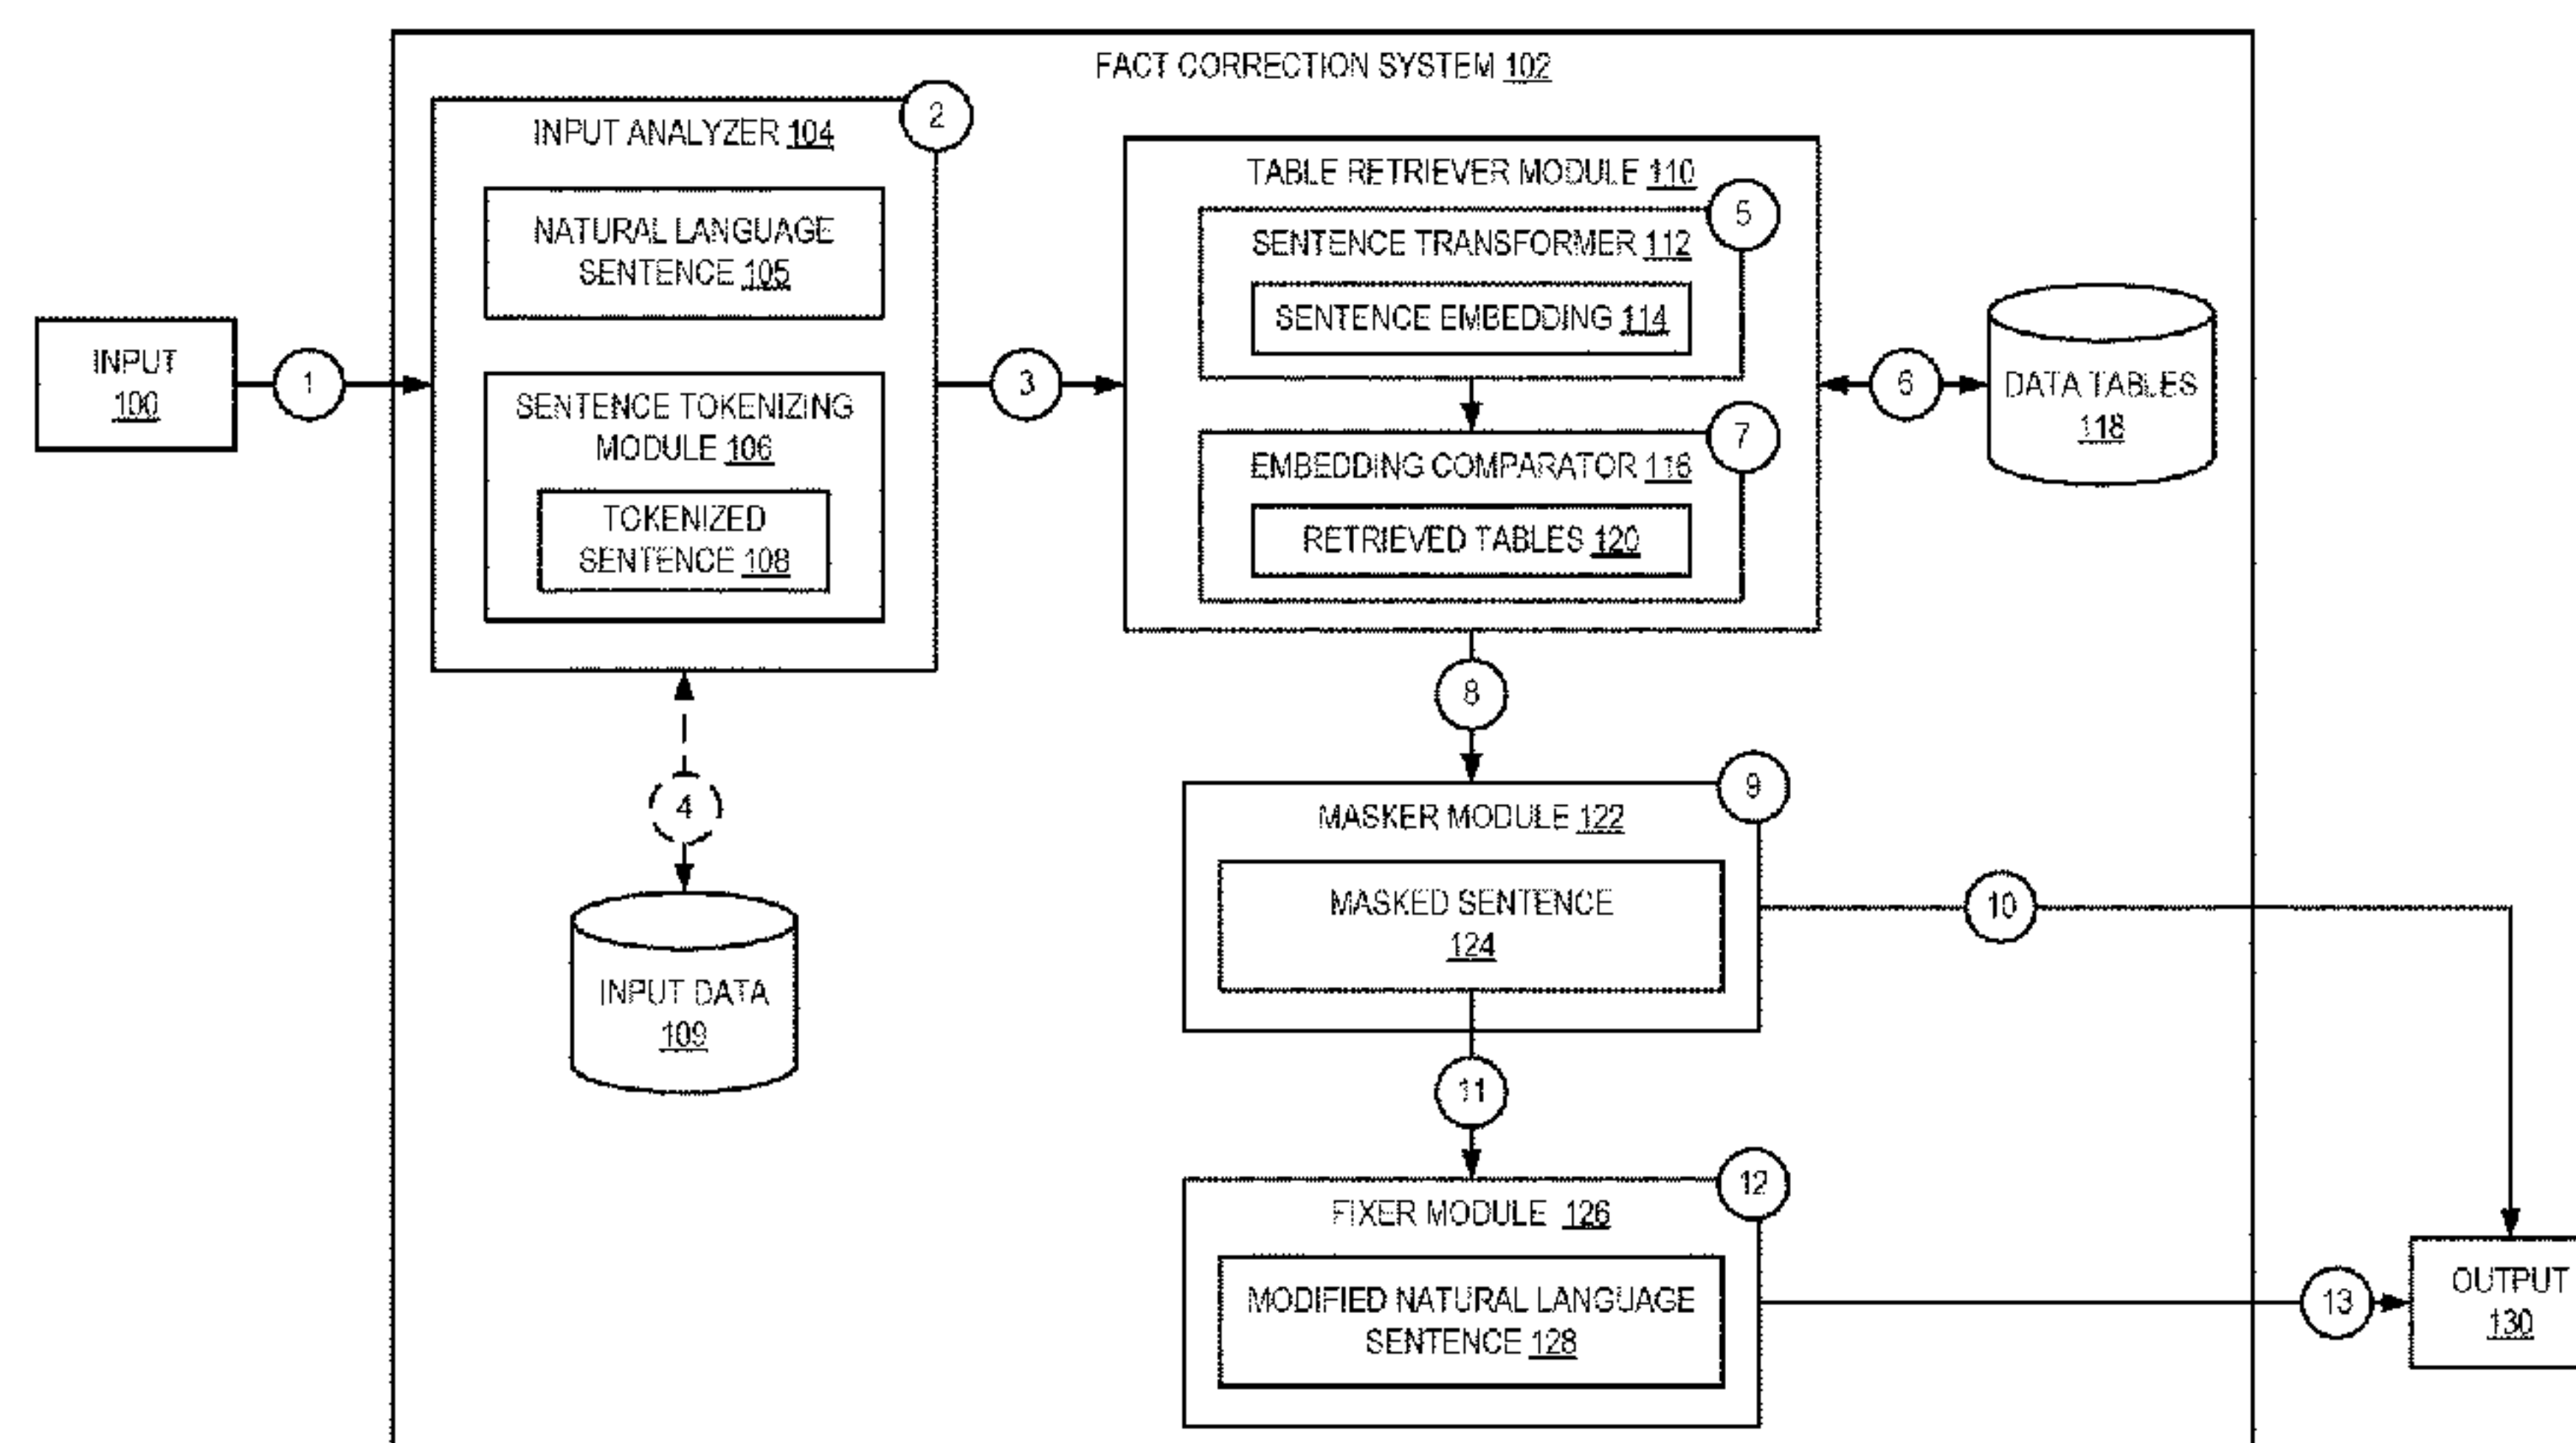 FACT CORRECTION SYSTEM 102
2
INPUT ANALYZER 104
NATURAL LANGUAGE
SENTENCE 105
SENTENCE TOKENIZING
MODULE 106
TOKENIZED
SENTENCE 108
INPUT
100
1
3
4
INPUT DATA
109
TABLE RETRIEVER MODULE 110
5
SENTENCE TRANSFORMER 112
SENTENCE EMBEDDING 114
7
EMBEDDING COMPARATOR 116
RETRIEVED TABLES 120
6
DATA TABLES
118
8
9
MASKER MODULE 122
MASKED SENTENCE
124
10
11
12
FIXER MODULE 126
MODIFIED NATURAL LANGUAGE
SENTENCE 128
13
OUTPUT
130